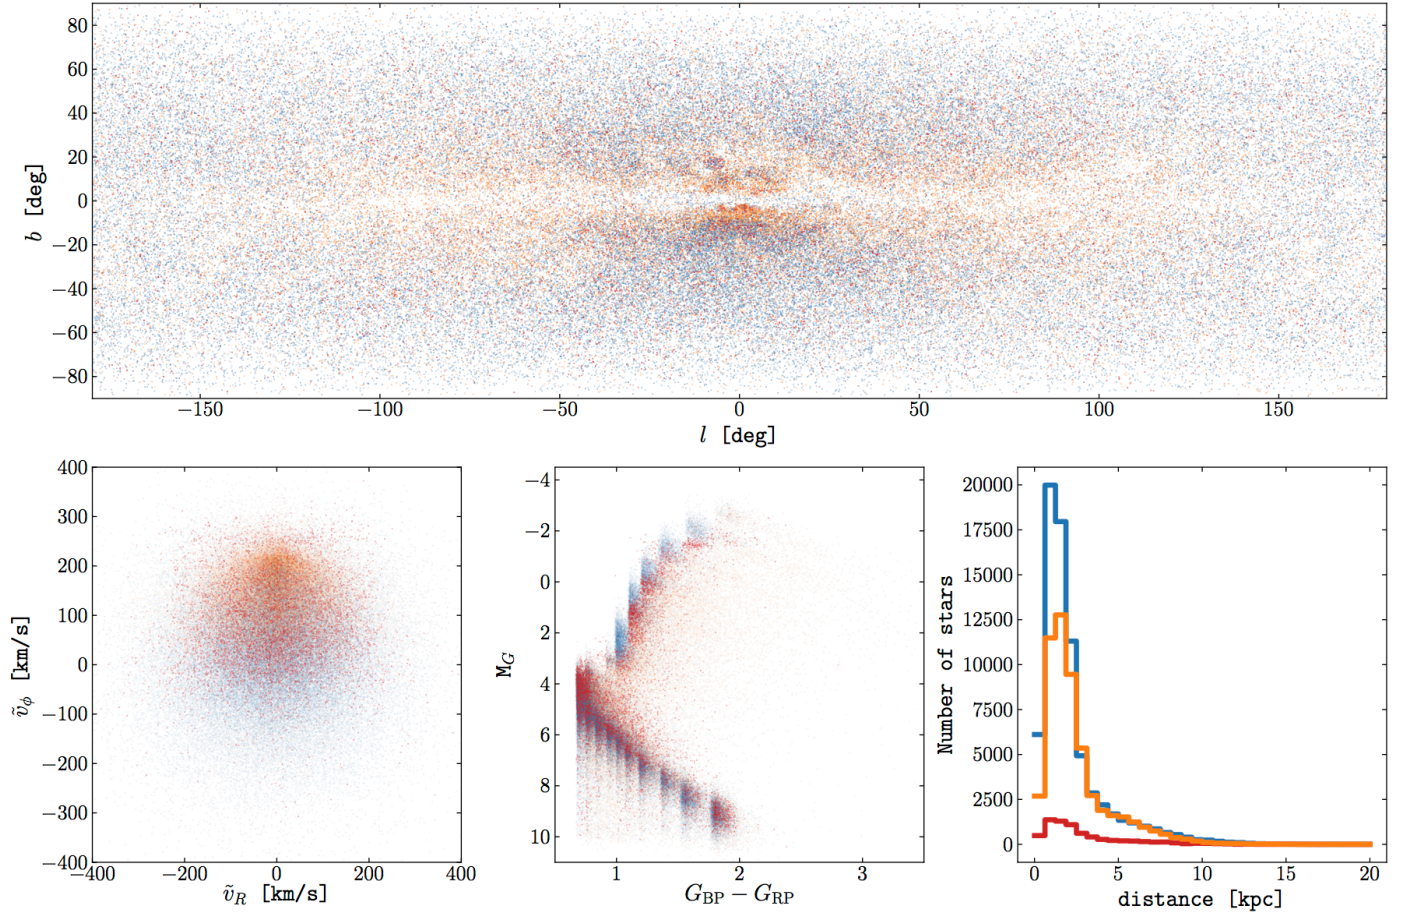 80
60
40
20
0
−20
−40
−60
−80
b [deg]
−150 −100 −50 0 50 100 150
l [deg]
400
300
200
100
0
−100
−200
−300
−400
ṽ_ϕ [km/s]
−400 −200 0 200 400
ṽ_R [km/s]
−4
−2
0
2
4
6
8
10
M_G
1 2 3
G_BP − G_RP
20000
17500
15000
12500
10000
7500
5000
2500
0
Number of stars
0 5 10 15 20
distance [kpc]